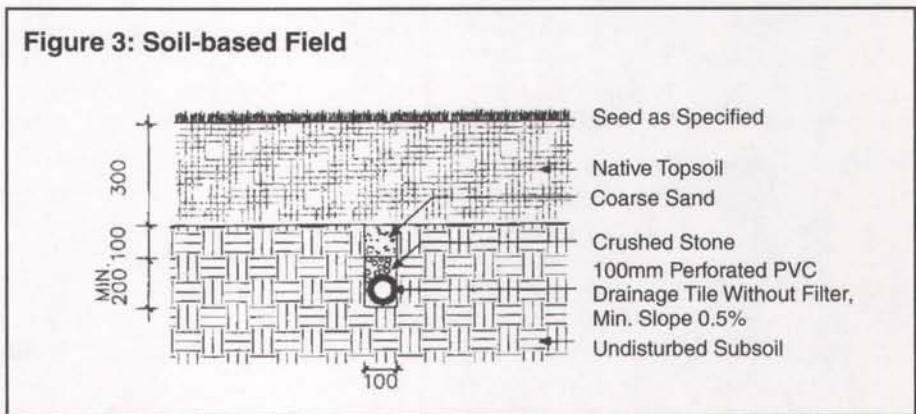 Figure 3: Soil-based Field
Seed as Specified
300
Native Topsoil
Coarse Sand
100
Crushed Stone
MIN.
200
100mm Perforated PVC
Drainage Tile Without Filter,
Min. Slope 0.5%
Undisturbed Subsoil
100